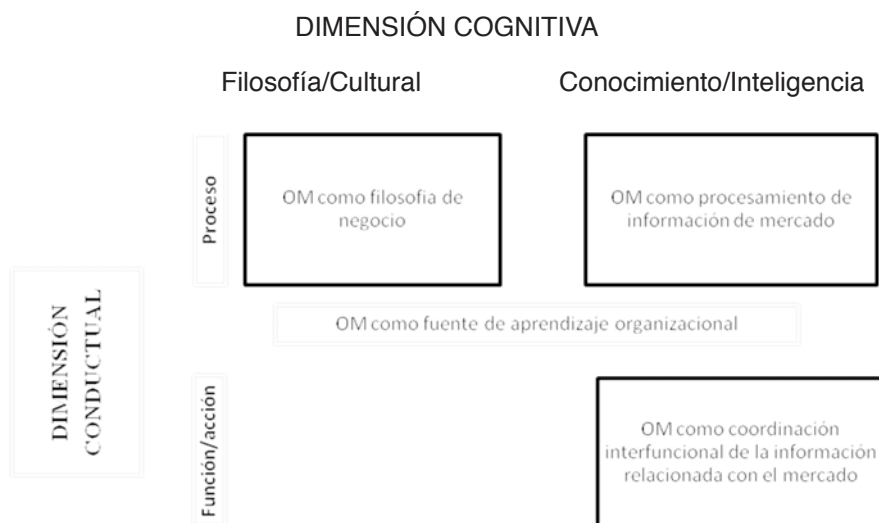 DIMENSIÓN COGNITIVA
Filosofía/Cultural
Conocimiento/Inteligencia
Proceso
OM como filosofia de
negocio
OM como procesamiento de
información de mercado
OM como fuente de aprendizaje organizacional
DIMENSIÓN
CONDUCTUAL
Función/acción
OM como coordinación
interfuncional de la información
relacionada con el mercado